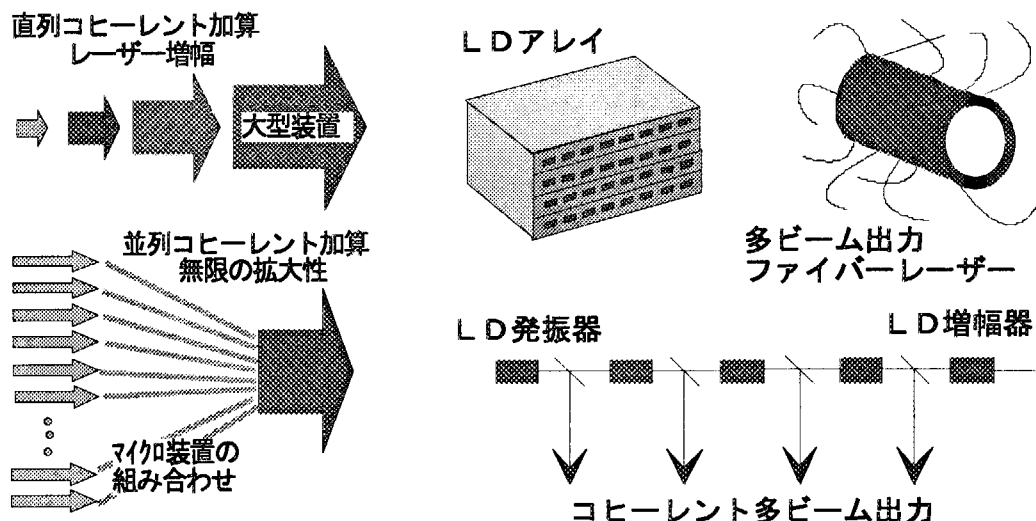 直列コヒーレント加算
レーザー増幅
大型装置
並列コヒーレント加算
無限の拡大性
マイクロ装置の
組み合わせ
LDアレイ
多ビーム出力
ファイバーレーザー
LD発振器
LD増幅器
コヒーレント多ビーム出力